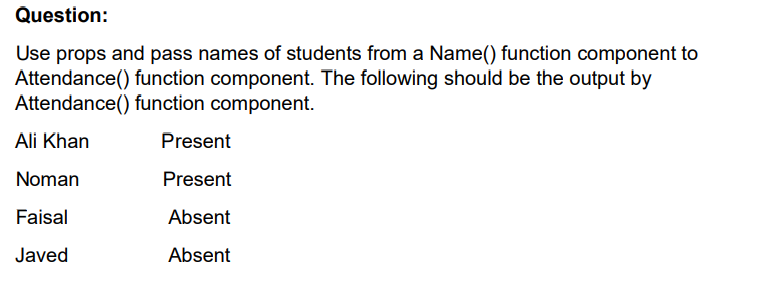 Question:
Use props and pass names of students from a Name() function component to
Attendance() function component. The following should be the output by
Attendance() function component.
Ali Khan Present
Noman Present
Faisal Absent
Javed Absent